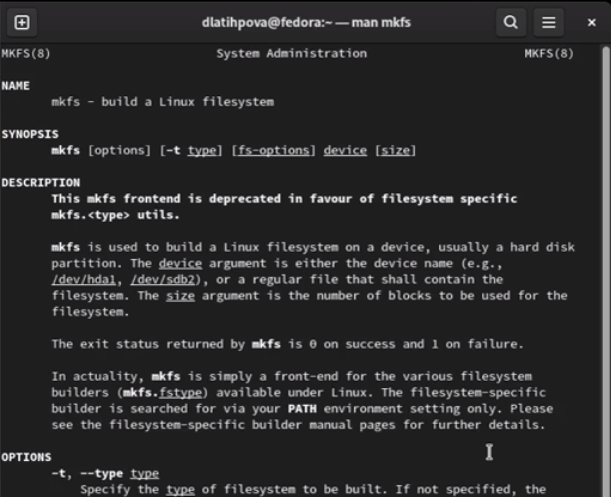 dlatihpova@fedora:~ — man mkfs
MKFS(8) System Administration MKFS(8)
NAME
mkfs - build a Linux filesystem
SYNOPSIS
mkfs [options] [-t type] [fs-options] device [size]
DESCRIPTION
This mkfs frontend is deprecated in favour of filesystem specific
mkfs.<type> utils.
mkfs is used to build a Linux filesystem on a device, usually a hard disk
partition. The device argument is either the device name (e.g.,
/dev/hda1, /dev/sdb2), or a regular file that shall contain the
filesystem. The size argument is the number of blocks to be used for the
filesystem.
The exit status returned by mkfs is 0 on success and 1 on failure.
In actuality, mkfs is simply a front-end for the various filesystem
builders (mkfs.fstype) available under Linux. The filesystem-specific
builder is searched for via your PATH environment setting only. Please
see the filesystem-specific builder manual pages for further details.
OPTIONS
-t, --type type
Specify the type of filesystem to be built. If not specified, the